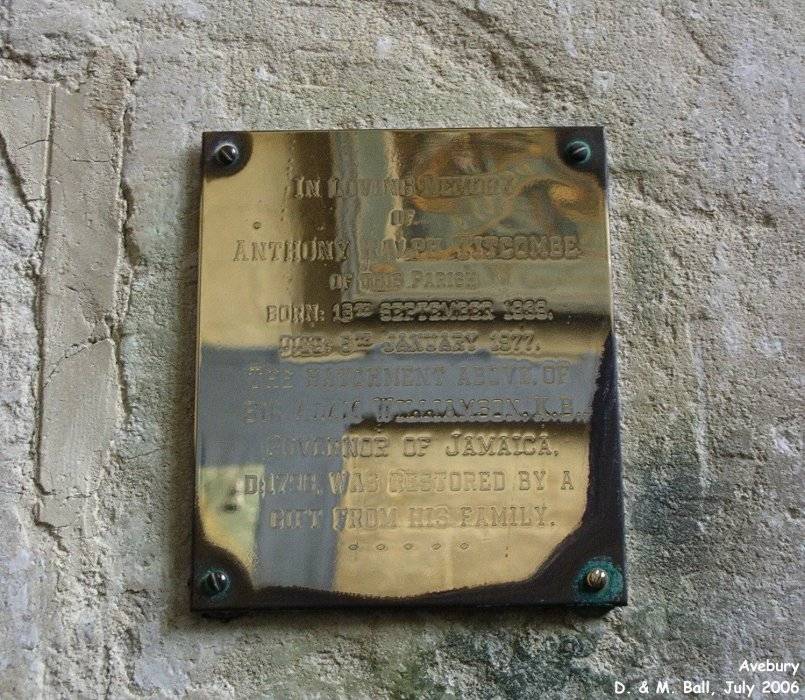 IN LOVING MEMORY
OF
ANTHONY RALPH
OF THIS PARISH
BORN: SEPTEMBER
DIED: 8TH JANUARY 1977.
THE HATCHMENT ABOVE, OF
SIR ADAM WILLIAMSON, K.B.,
GOVERNOR OF JAMAICA,
D: 1798, WAS RESTORED BY A
GIFT FROM HIS FAMILY.
Avebury
D. & M. Ball, July 2006